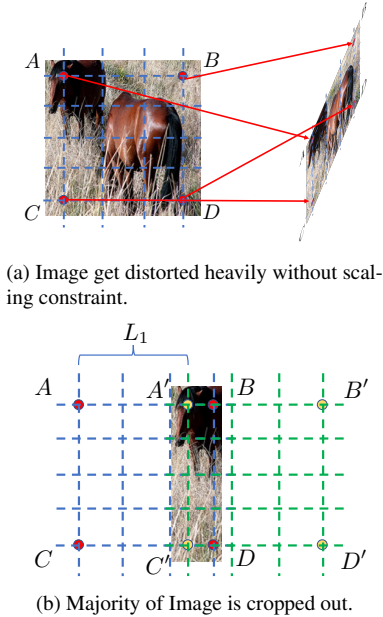 A B
C D
(a) Image get distorted heavily without scal-
ing constraint.
L₁
A A′ B B′
C C′ D D′
(b) Majority of Image is cropped out.